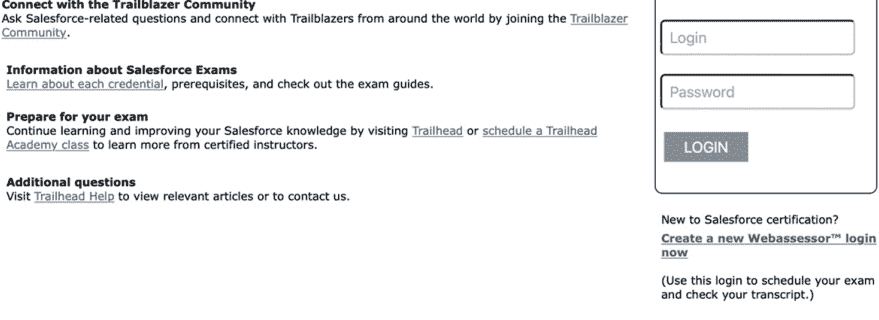 Connect with the Trailblazer Community
Ask Salesforce-related questions and connect with Trailblazers from around the world by joining the Trailblazer
Community.
Information about Salesforce Exams
Learn about each credential, prerequisites, and check out the exam guides.
Prepare for your exam
Continue learning and improving your Salesforce knowledge by visiting Trailhead or schedule a Trailhead
Academy class to learn more from certified instructors.
Additional questions
Visit Trailhead Help to view relevant articles or to contact us.
Login
Password
LOGIN
New to Salesforce certification?
Create a new Webassessor™ login
now
(Use this login to schedule your exam
and check your transcript.)